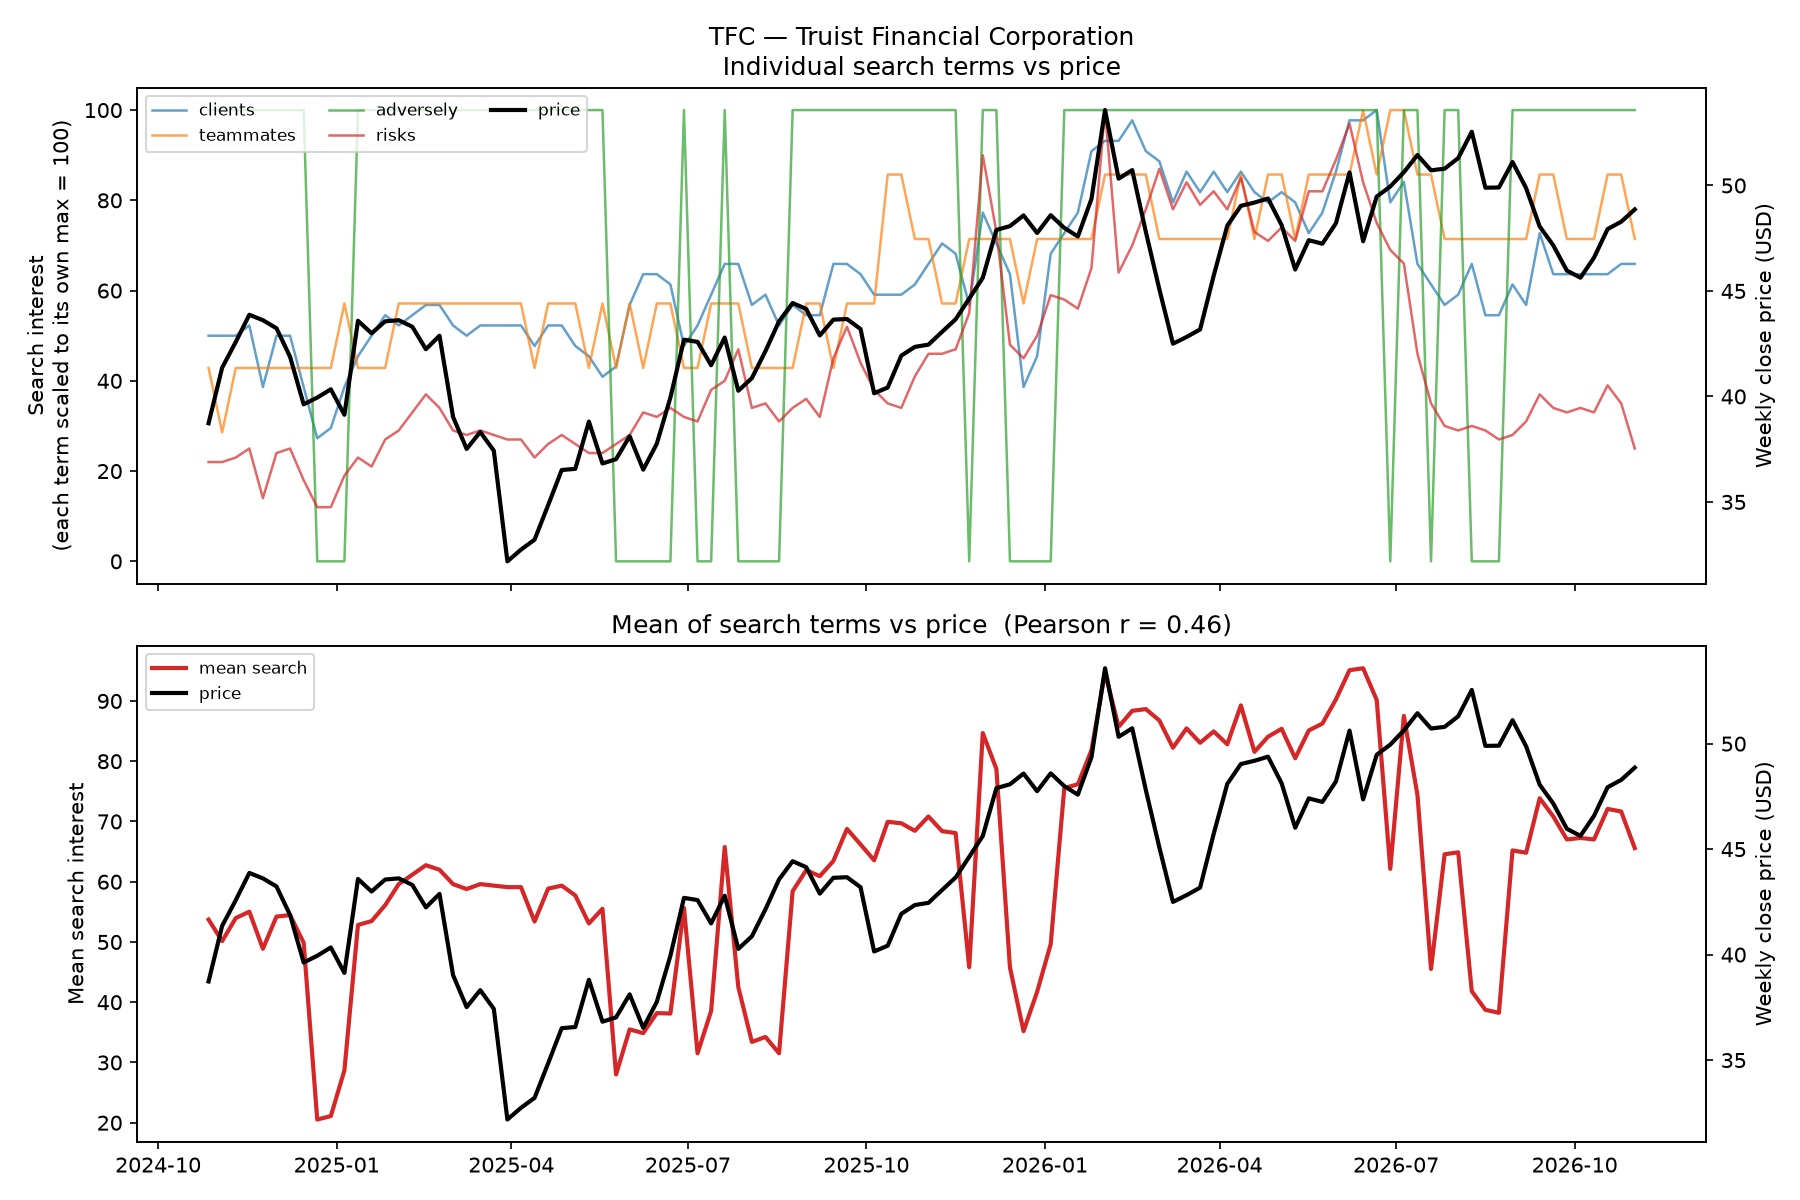 TFC — Truist Financial Corporation
Individual search terms vs price
clients
teammates
adversely
risks
price
Search interest
(each term scaled to its own max = 100)
100
80
60
40
20
0
Weekly close price (USD)
50
45
40
35
Mean of search terms vs price (Pearson r = 0.46)
mean search
price
Mean search interest
90
80
70
60
50
40
30
20
Weekly close price (USD)
50
45
40
35
2024-10
2025-01
2025-04
2025-07
2025-10
2026-01
2026-04
2026-07
2026-10